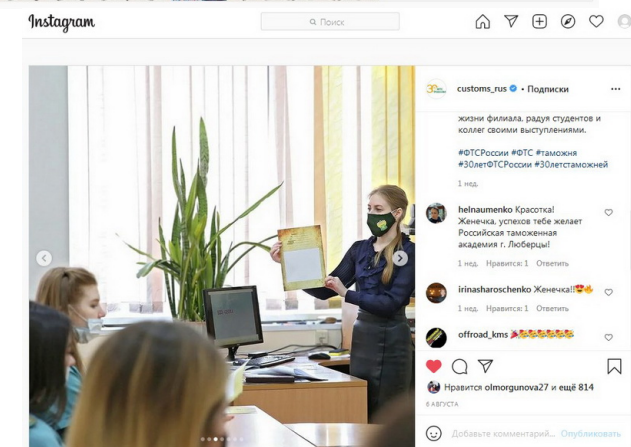 Instagram
Поиск
customs_rus • Подписки
жизни филиала, радуя студентов и
коллег своими выступлениями.
#ФТСРоссии #ФТС #таможня
#30летФТСРоссии #30летстаможней
1 нед.
helnaumenko Красотка!
Женечка, успехов тебе желает
Российская таможенная
академия г. Люберцы!
1 нед. Нравится: 1 Ответить
irinasharoschenko Женечка!!😍🔥
1 нед. Нравится: 1 Ответить
offroad_kms
Нравится olmorgunova27 и ещё 814
6 АВГУСТА
Добавьте комментарий... Опубликовать